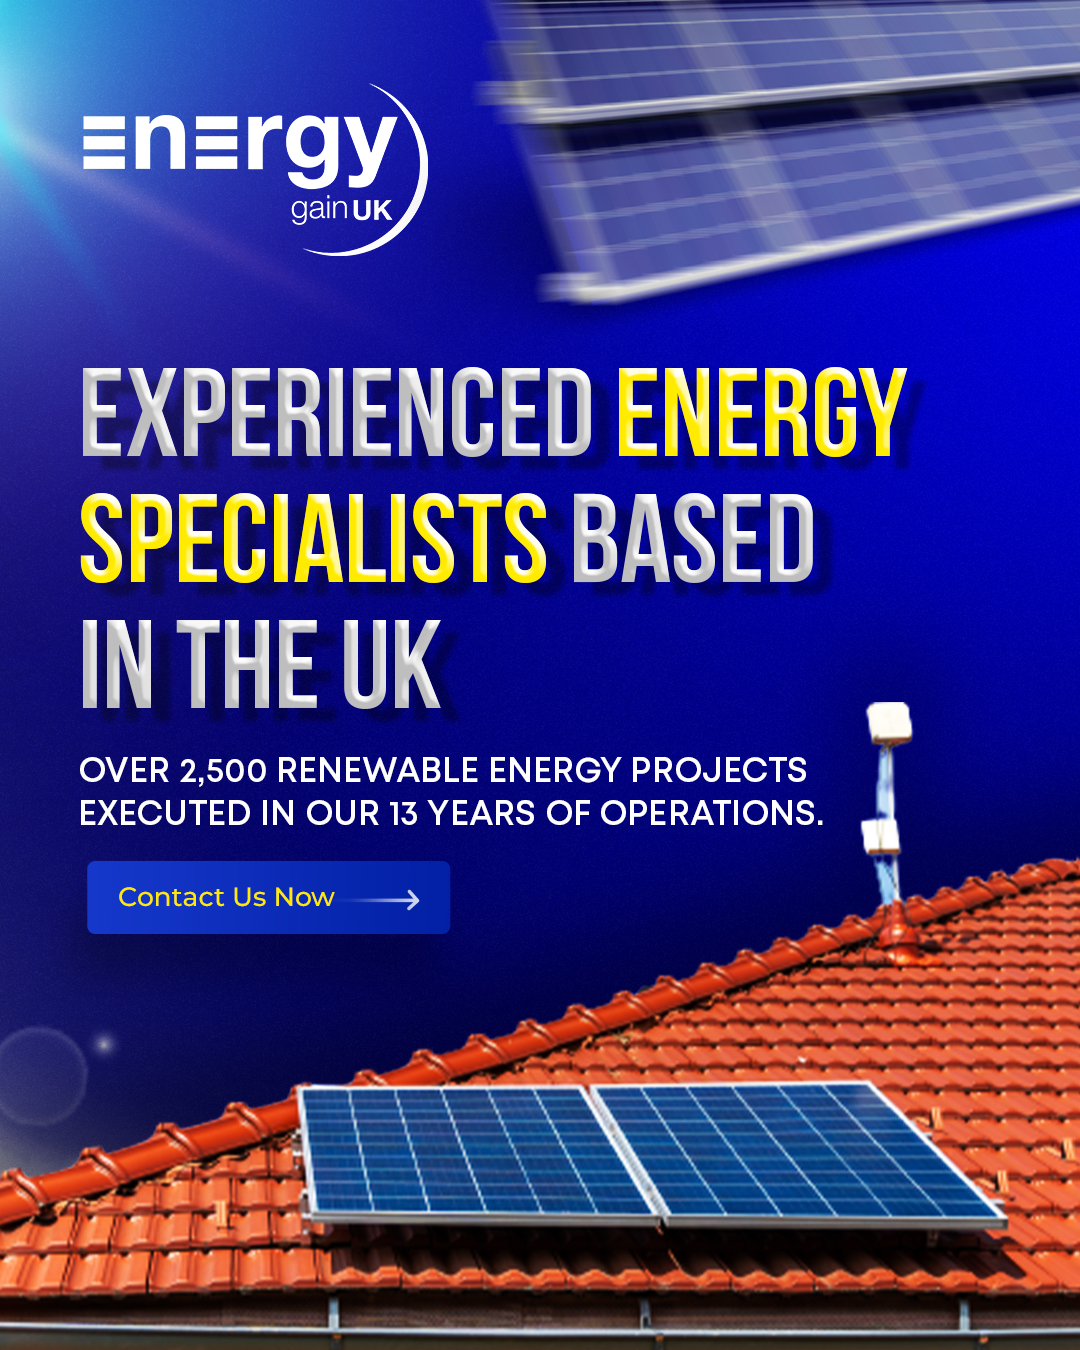 energy
gain UK
EXPERIENCED ENERGY
SPECIALISTS BASED
IN THE UK
OVER 2,500 RENEWABLE ENERGY PROJECTS
EXECUTED IN OUR 13 YEARS OF OPERATIONS.
Contact Us Now